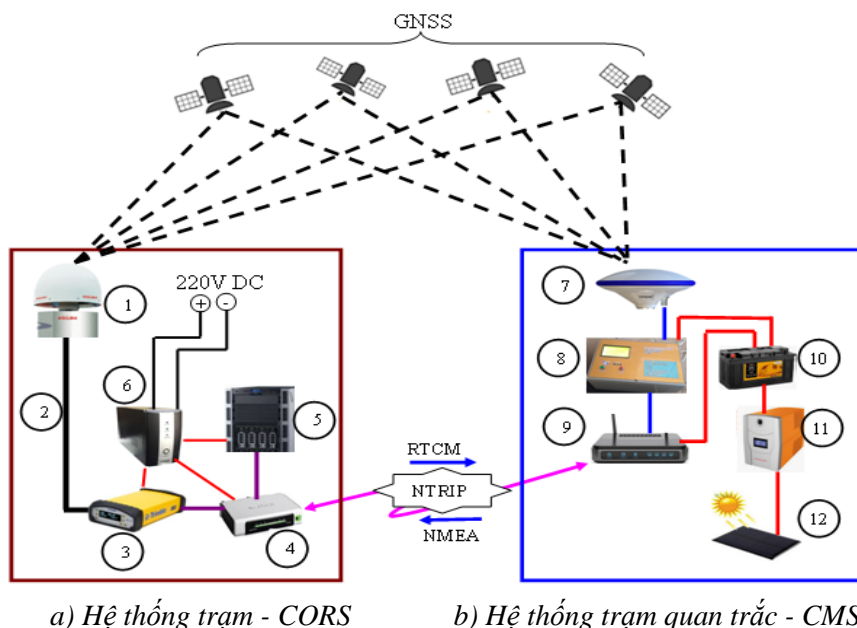 GNSS
220V DC
+ -
1
2
3
4
5
6
7
8
9
10
11
12
RTCM
NTRIP
NMEA
a) Hệ thống trạm - CORS
b) Hệ thống trạm quan trắc - CMS